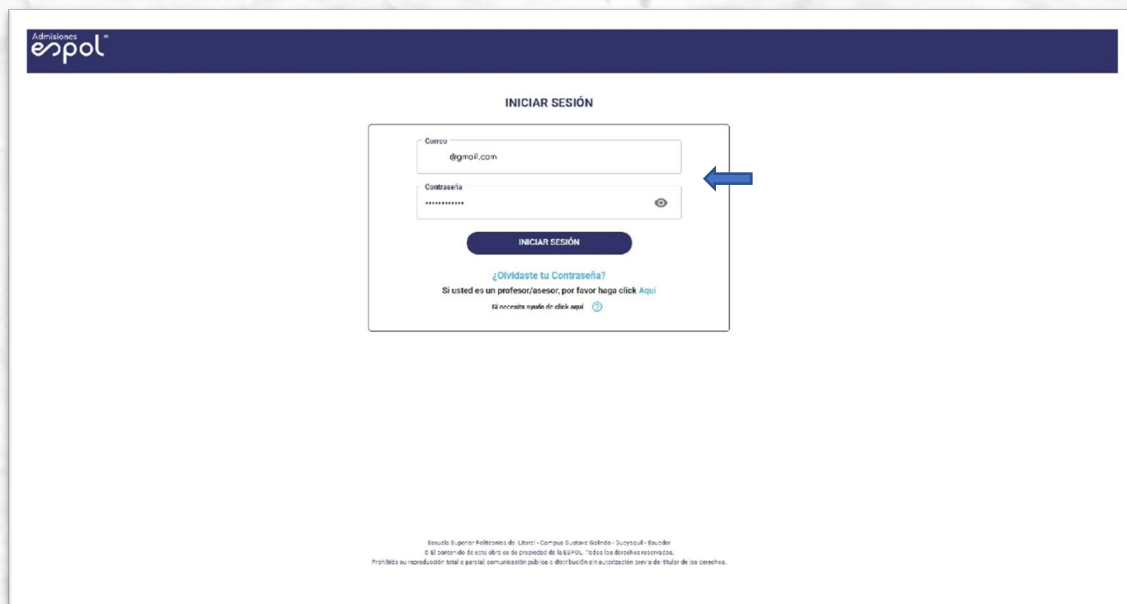 Admisiones
espol
INICIAR SESIÓN
Correo
@gmail.com
Contraseña
••••••••••••
INICIAR SESIÓN
¿Olvidaste tu Contraseña?
Si usted es un profesor/asesor, por favor haga click Aquí
Si necesita ayuda de click aquí
Escuela Superior Politécnica del Litoral - Campus Gustavo Galindo - Guayaquil - Ecuador
© El contenido de esta obra es de propiedad de la ESPOL. Todos los derechos reservados.
Prohibida su reproducción total o parcial, comunicación pública o distribución sin autorización previa del titular de los derechos.